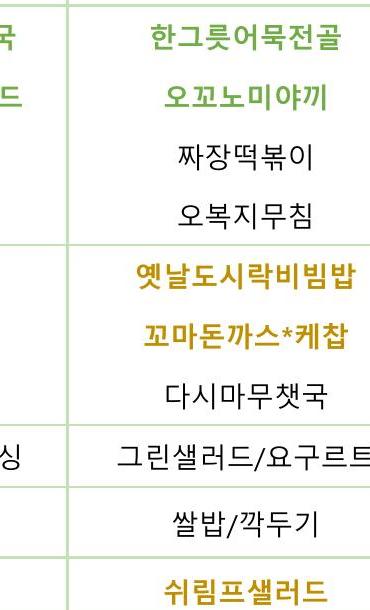 국
한그릇어묵전골
드
오꼬노미야끼
짜장떡볶이
오복지무침
옛날도시락비빔밥
꼬마돈까스*케찹
다시마무챗국
싱
그린샐러드/요구르트
쌀밥/깍두기
쉬림프샐러드